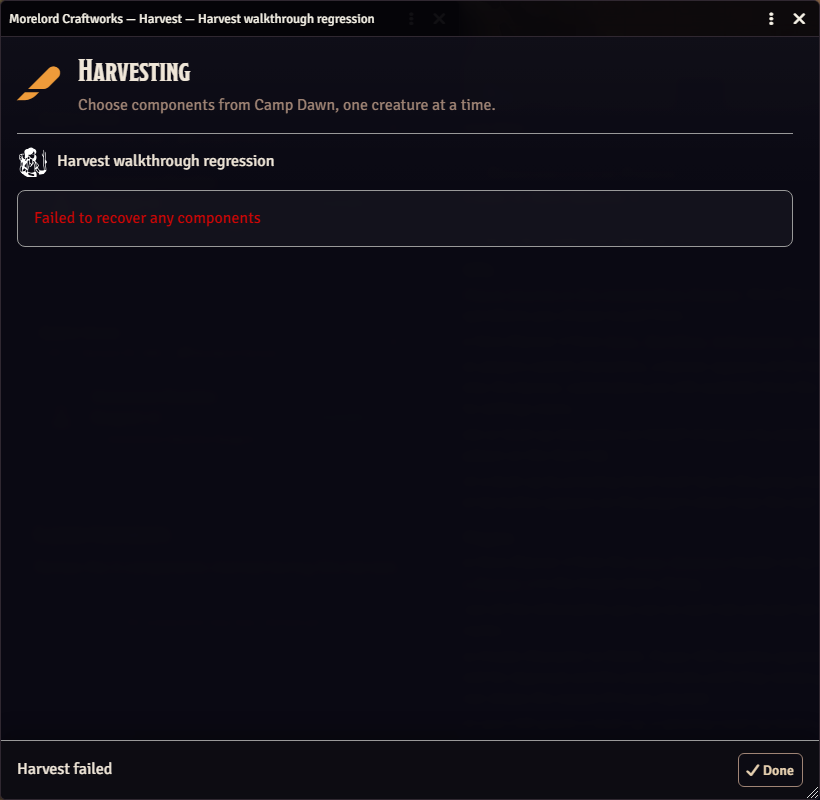 Morelord Craftworks — Harvest — Harvest walkthrough regression
Harvesting
Choose components from Camp Dawn, one creature at a time.
Harvest walkthrough regression
Failed to recover any components
Harvest failed
Done